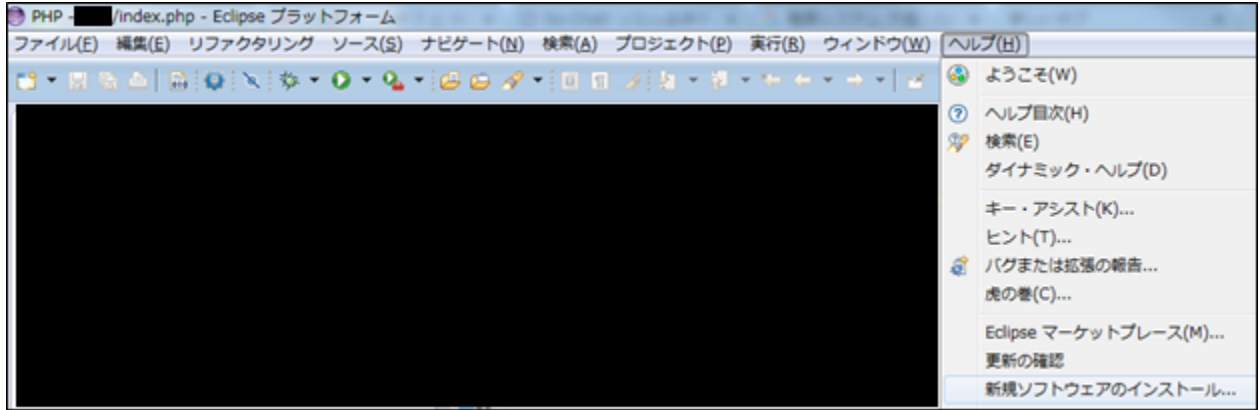 PHP - /index.php - Eclipse プラットフォーム
ファイル(F) 編集(E) リファクタリング ソース(S) ナビゲート(N) 検索(A) プロジェクト(P) 実行(R) ウィンドウ(W) ヘルプ(H)
ようこそ(W)
ヘルプ目次(H)
検索(E)
ダイナミック・ヘルプ(D)
キー・アシスト(K)...
ヒント(T)...
バグまたは拡張の報告...
虎の巻(C)...
Eclipse マーケットプレース(M)...
更新の確認
新規ソフトウェアのインストール...